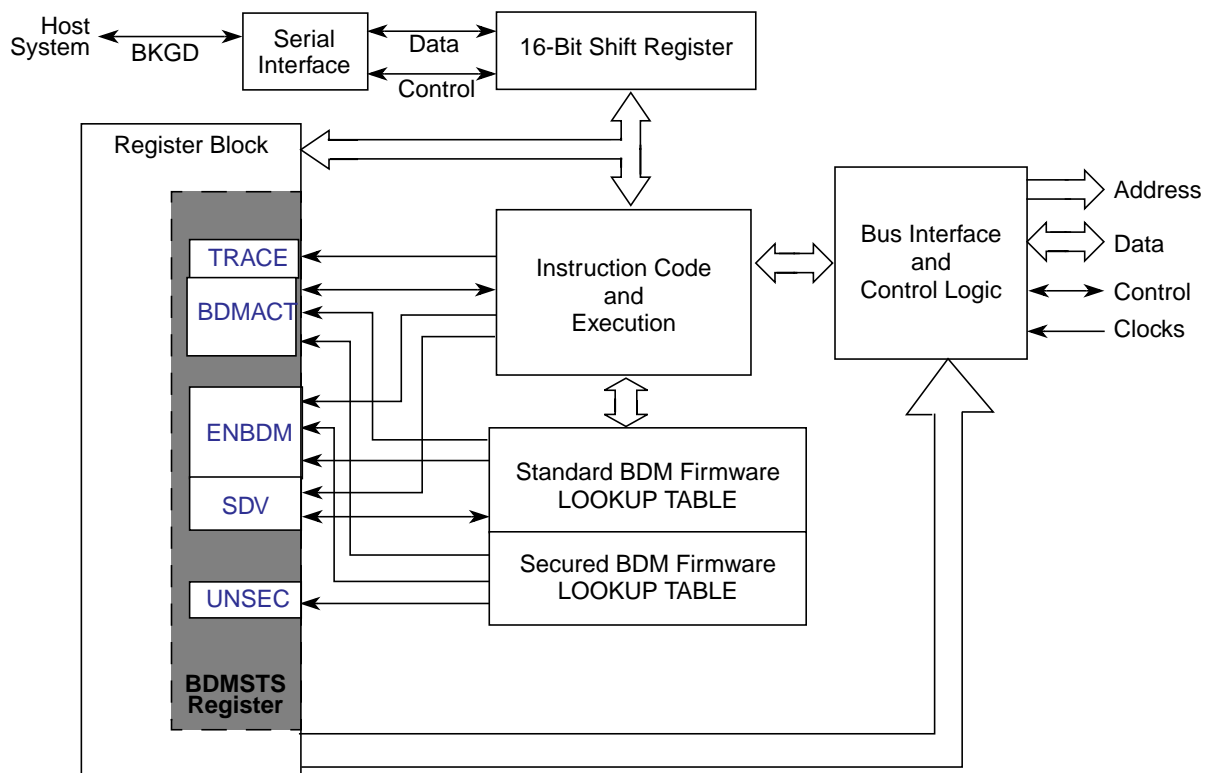 Host
System
BKGD
Serial
Interface
Data
Control
16-Bit Shift Register
Register Block
TRACE
BDMACT
ENBDM
SDV
UNSEC
BDMSTS
Register
Instruction Code
and
Execution
Standard BDM Firmware
LOOKUP TABLE
Secured BDM Firmware
LOOKUP TABLE
Bus Interface
and
Control Logic
Address
Data
Control
Clocks